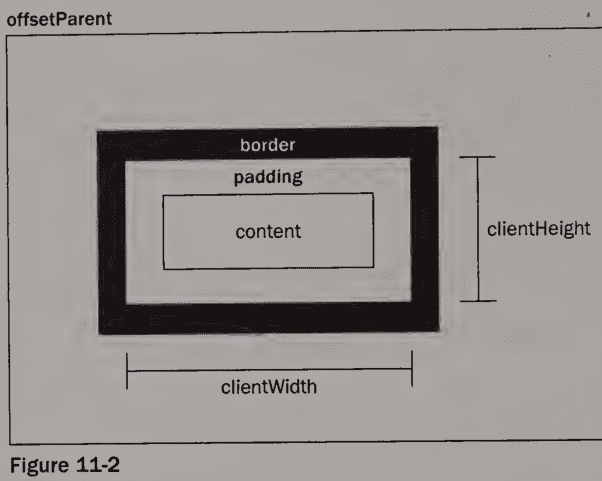 offsetParent
border
padding
content
clientHeight
clientWidth
Figure 11-2